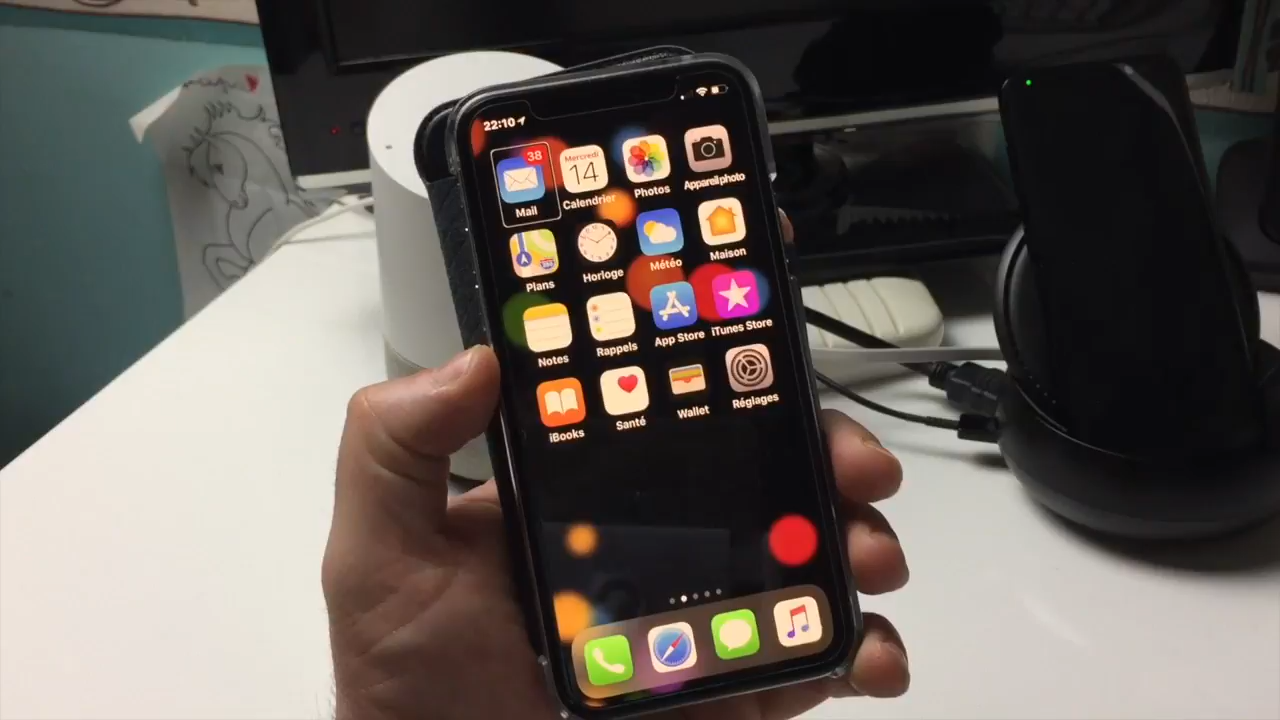 22:10
38
Mail
Mercredi
14
Calendrier
Photos
Appareil photo
Plans
Horloge
Météo
Maison
Notes
Rappels
App Store
iTunes Store
iBooks
Santé
Wallet
Réglages